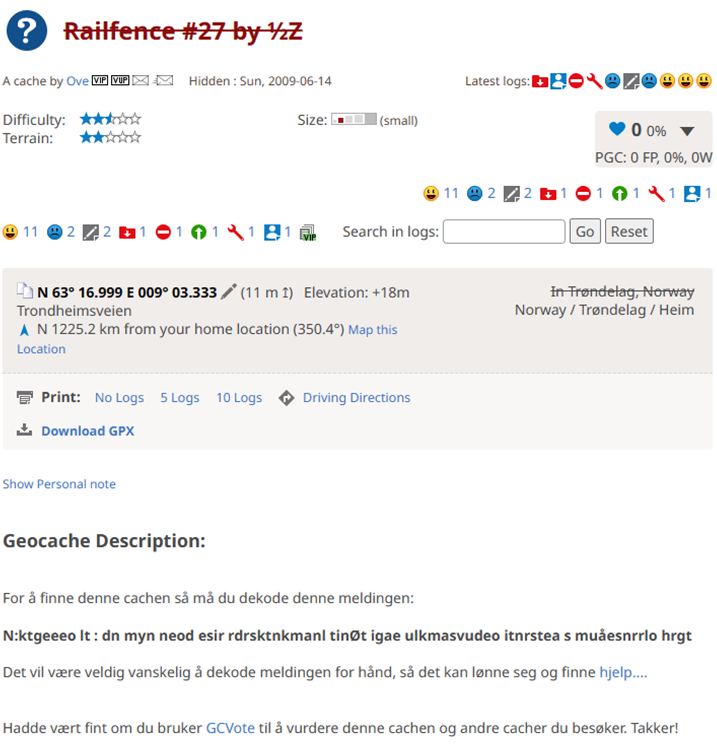 Railfence #27 by ½Z
A cache by Ove VIP VUP Hidden : Sun, 2009-06-14 Latest logs:
Difficulty: Size: (small) 0 0%
Terrain:
PGC: 0 FP, 0%, 0W
11 2 2 1 1 1 1 1
11 2 2 1 1 1 1 1 VIP Search in logs: Go Reset
N 63° 16.999 E 009° 03.333 (11 m ↥) Elevation: +18m In Trøndelag, Norway
Trondheimsveien Norway / Trøndelag / Heim
N 1225.2 km from your home location (350.4°) Map this
Location
Print: No Logs 5 Logs 10 Logs Driving Directions
Download GPX
Show Personal note
Geocache Description:
For å finne denne cachen så må du dekode denne meldingen:
N:ktgeeeo lt : dn myn neod esir rdrsktnkmanl tinØt igae ulkmasvudeo itnrstea s muåesnrrlo hrgt
Det vil være veldig vanskelig å dekode meldingen for hånd, så det kan lønne seg og finne hjelp....
Hadde vært fint om du bruker GCVote til å vurdere denne cachen og andre cacher du besøker. Takker!